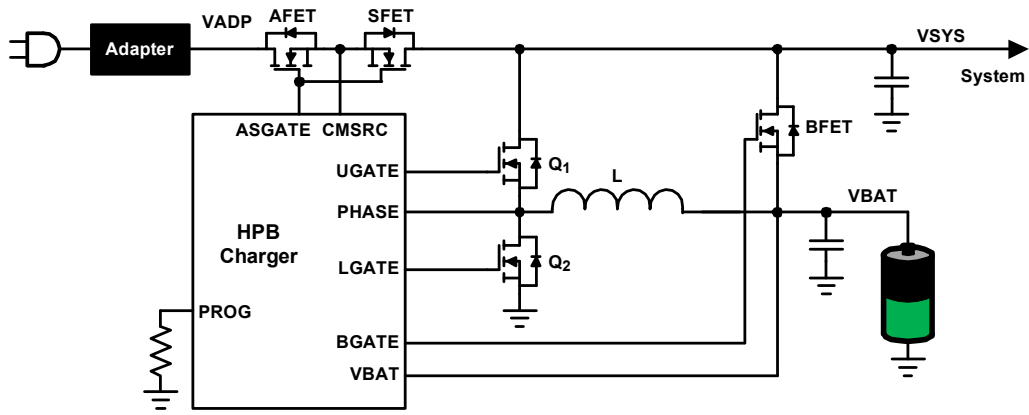 VADP
AFET
SFET
VSYS
Adapter
System
ASGATE
CMSRC
BFET
UGATE
Q1
L
PHASE
VBAT
HPB
Charger
LGATE
Q2
PROG
BGATE
VBAT